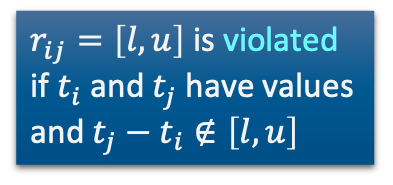 r_{ij} = [l, u] is violated
if t_i and t_j have values
and t_j − t_i ∉ [l, u]